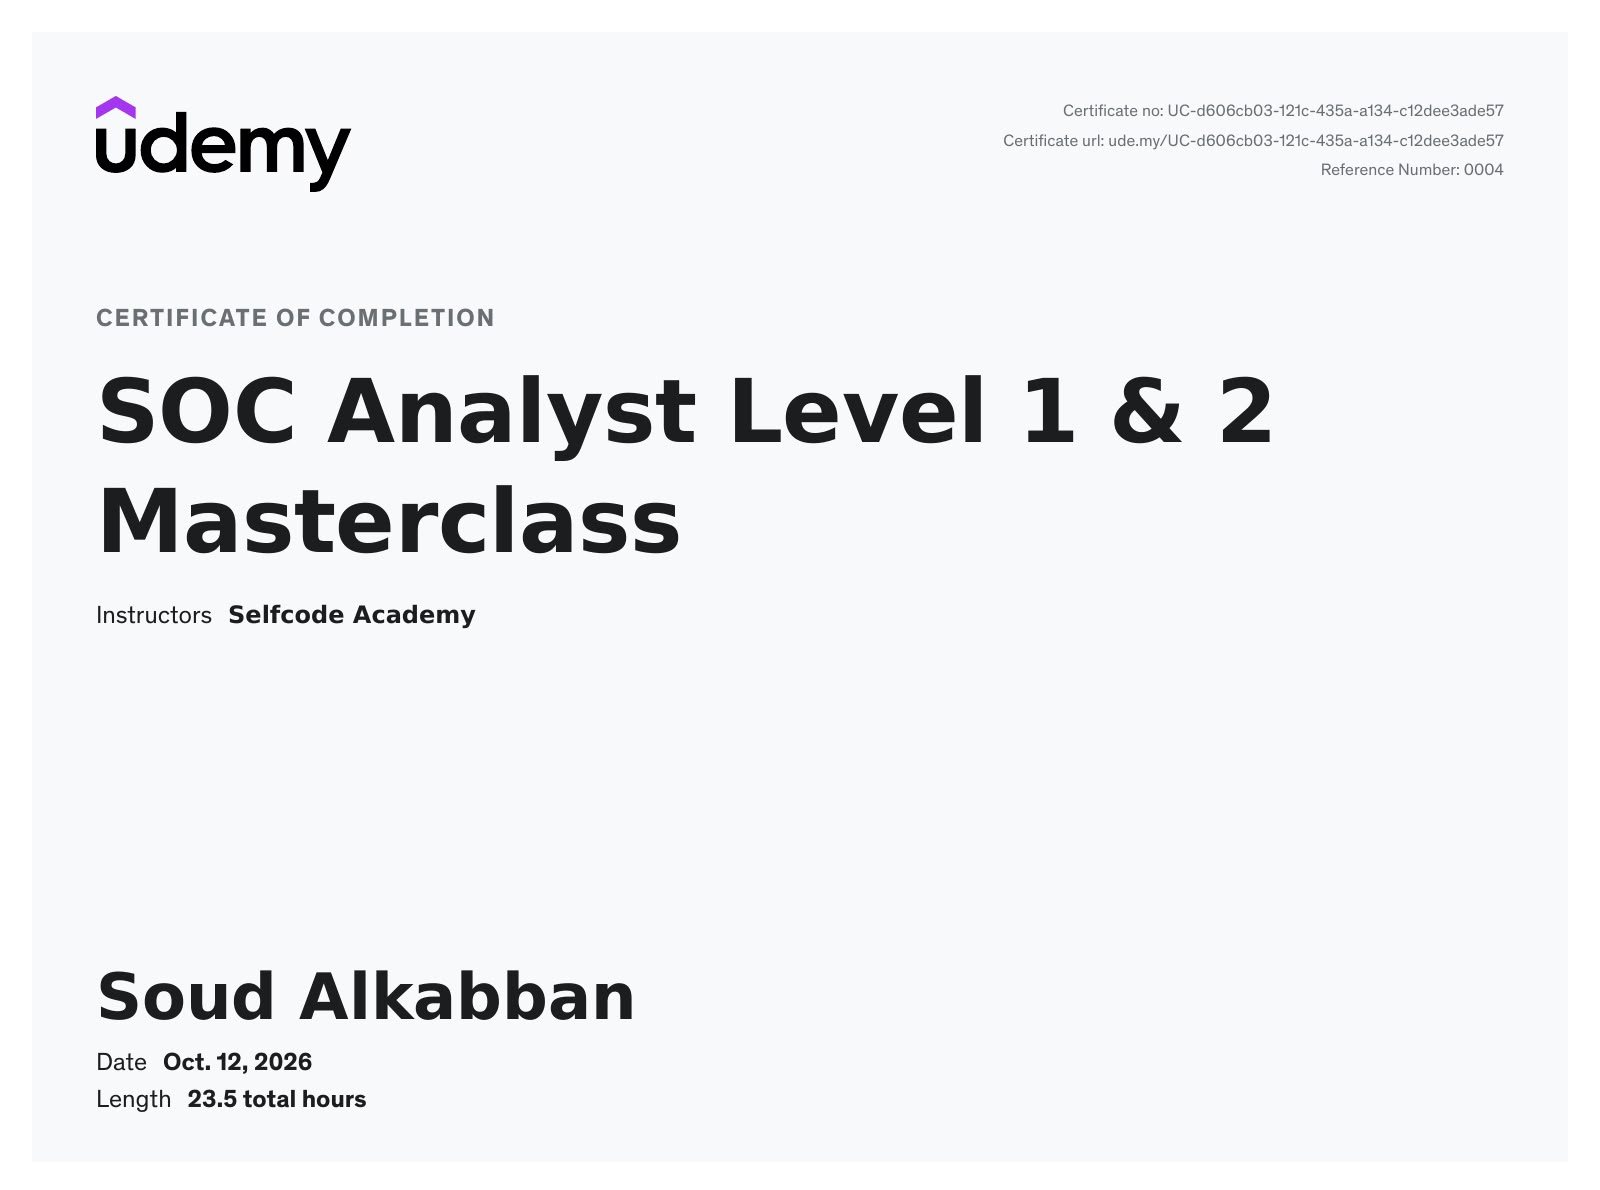 udemy
Certificate no: UC-d606cb03-121c-435a-a134-c12dee3ade57
Certificate url: ude.my/UC-d606cb03-121c-435a-a134-c12dee3ade57
Reference Number: 0004
CERTIFICATE OF COMPLETION
SOC Analyst Level 1 & 2
Masterclass
Instructors Selfcode Academy
Soud Alkabban
Date Oct. 12, 2026
Length 23.5 total hours